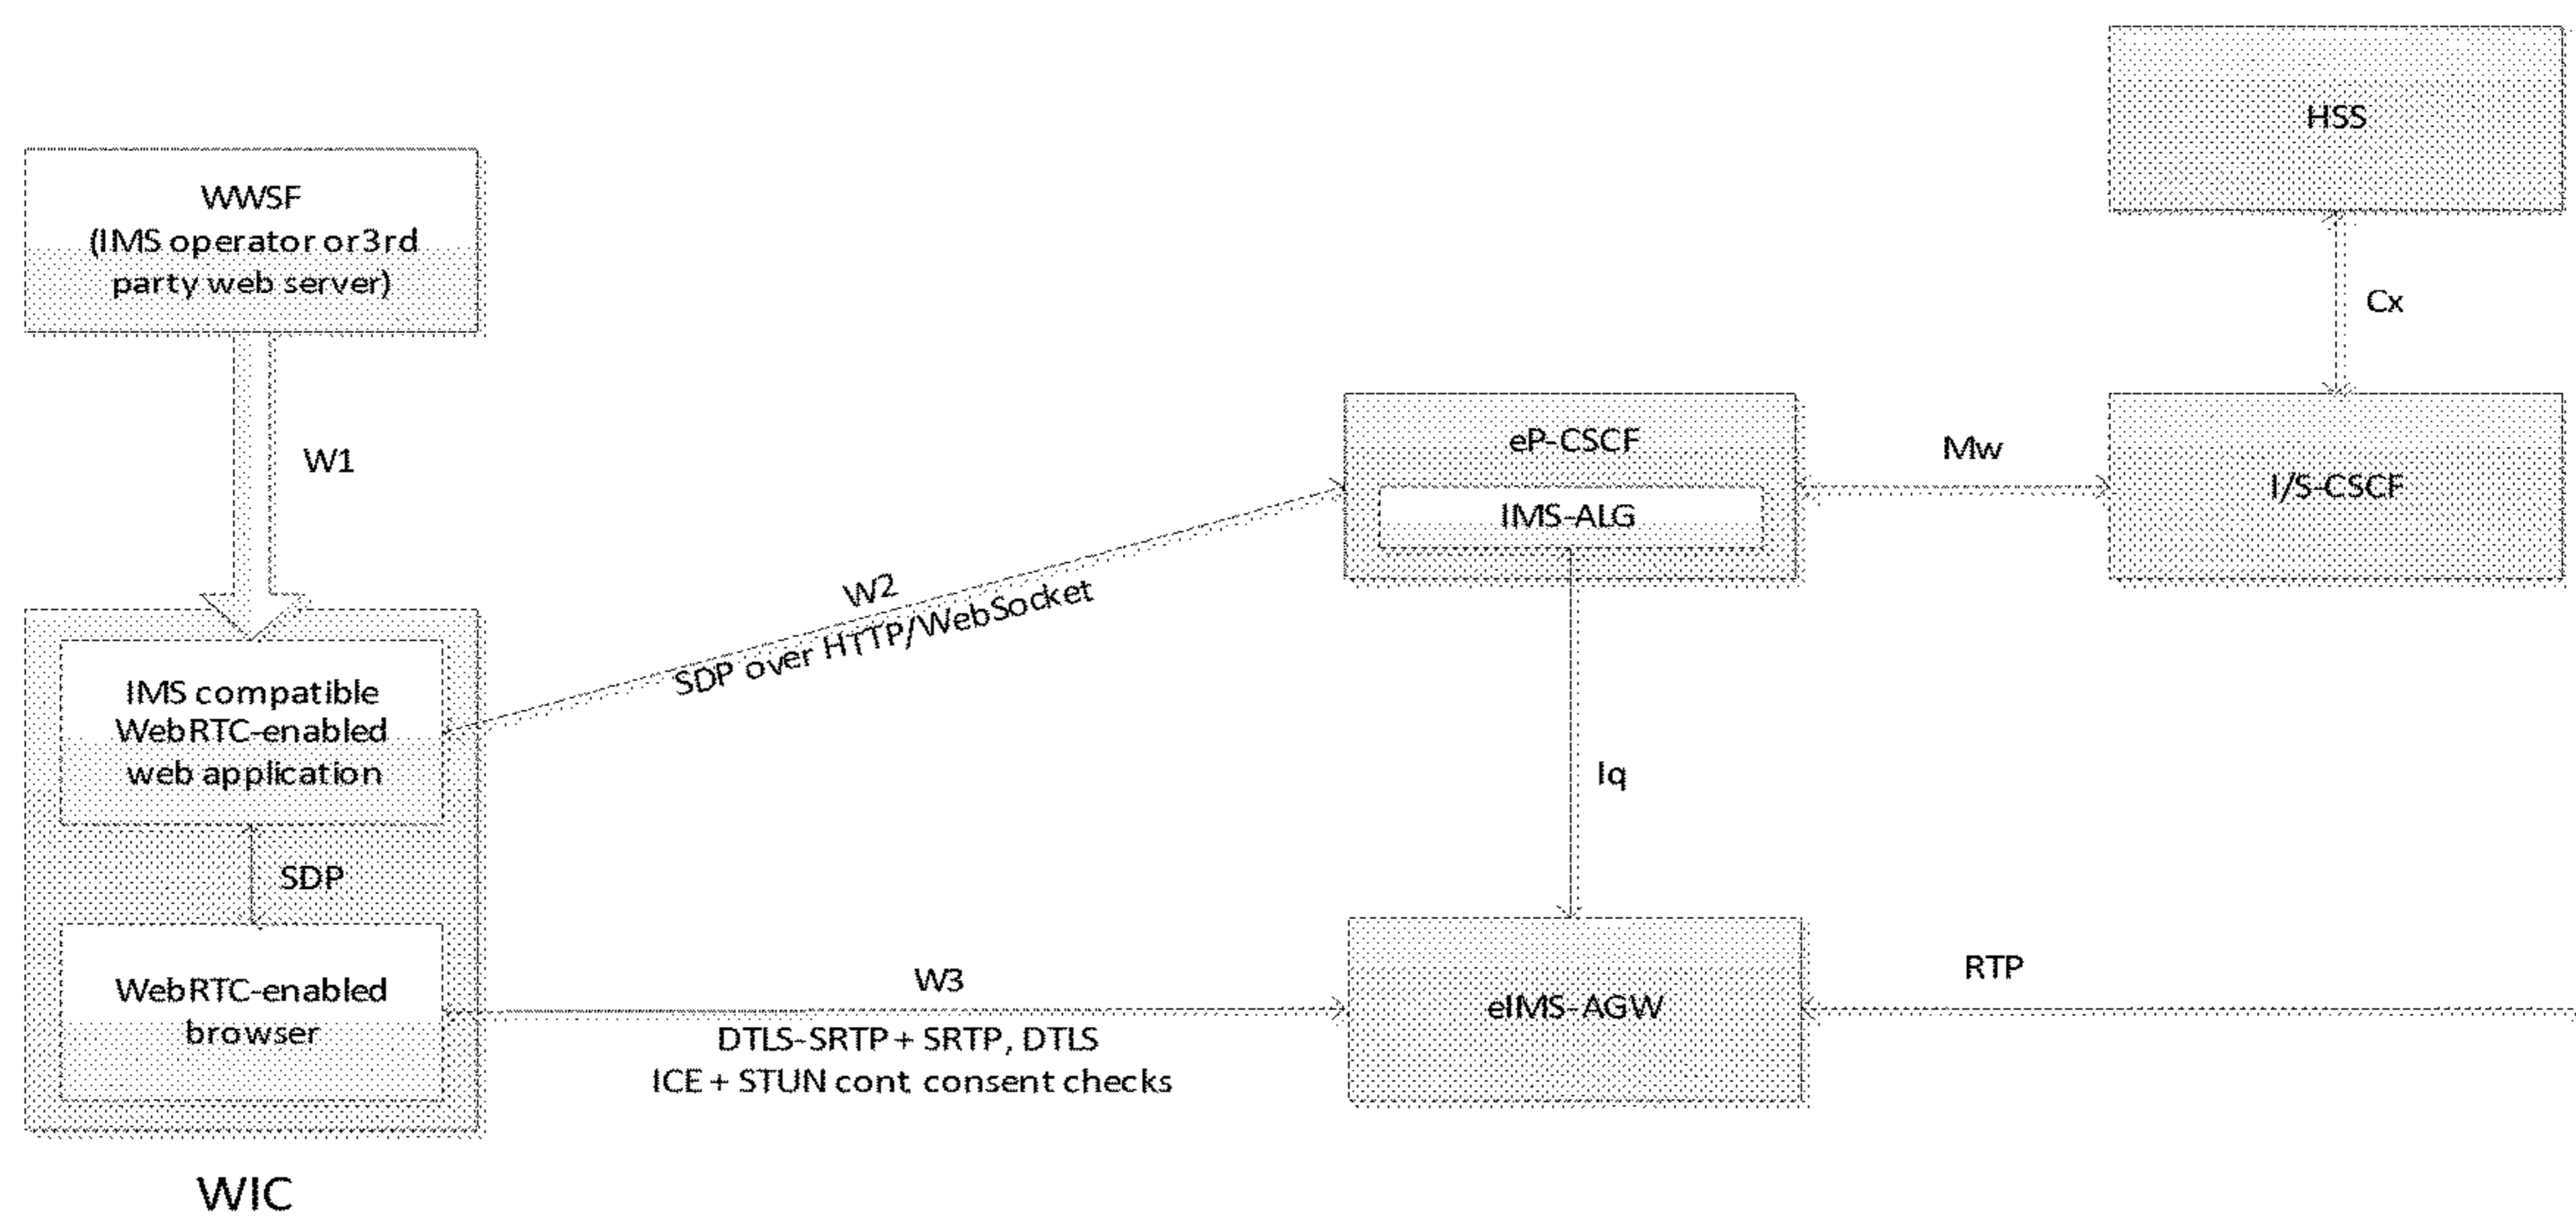 HSS
WWSF
(IMS operator or 3rd
party web server)
Cx
W1
eP-CSCF
IMS-ALG
Mw
I/S-CSCF
W2
SDP over HTTP/WebSocket
IMS compatible
WebRTC-enabled
web application
Iq
SDP
WebRTC-enabled
browser
W3
DTLS-SRTP + SRTP, DTLS
ICE + STUN cont. consent checks
eIMS-AGW
RTP
WIC